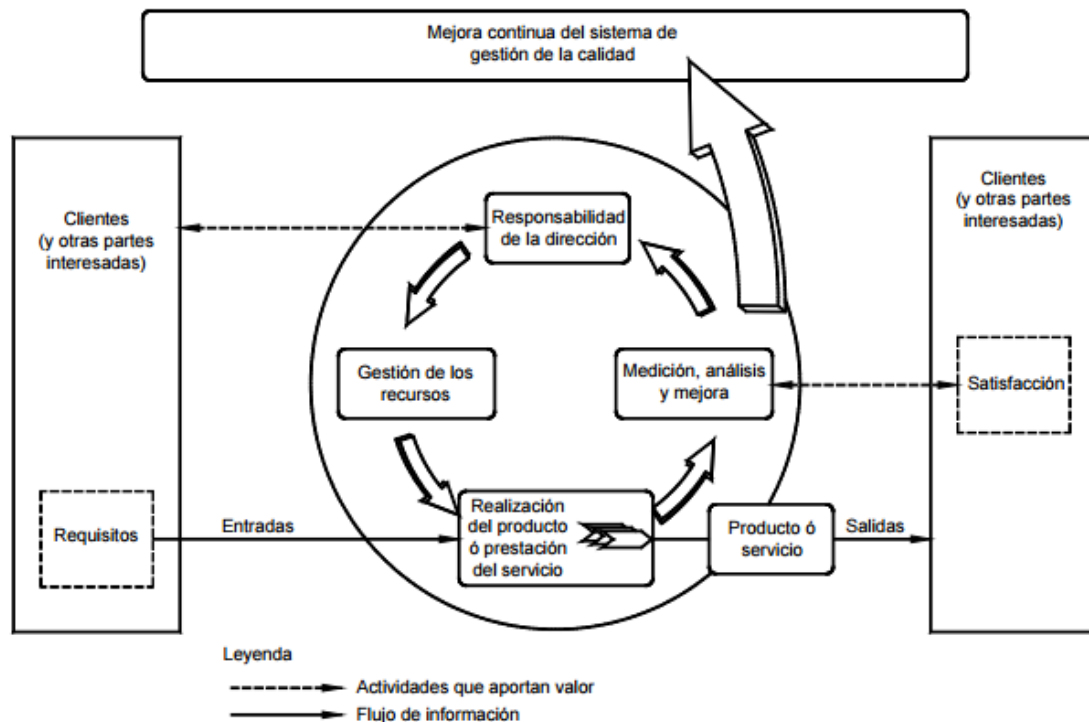 Mejora continua del sistema de
gestión de la calidad
Clientes
(y otras partes
interesadas)
Responsabilidad
de la dirección
Clientes
(y otras partes
interesadas)
Gestión de los
recursos
Medición, análisis
y mejora
Satisfacción
Requisitos
Entradas
Realización
del producto
ó prestación
del servicio
Producto ó
servicio
Salidas
Leyenda
Actividades que aportan valor
Flujo de información